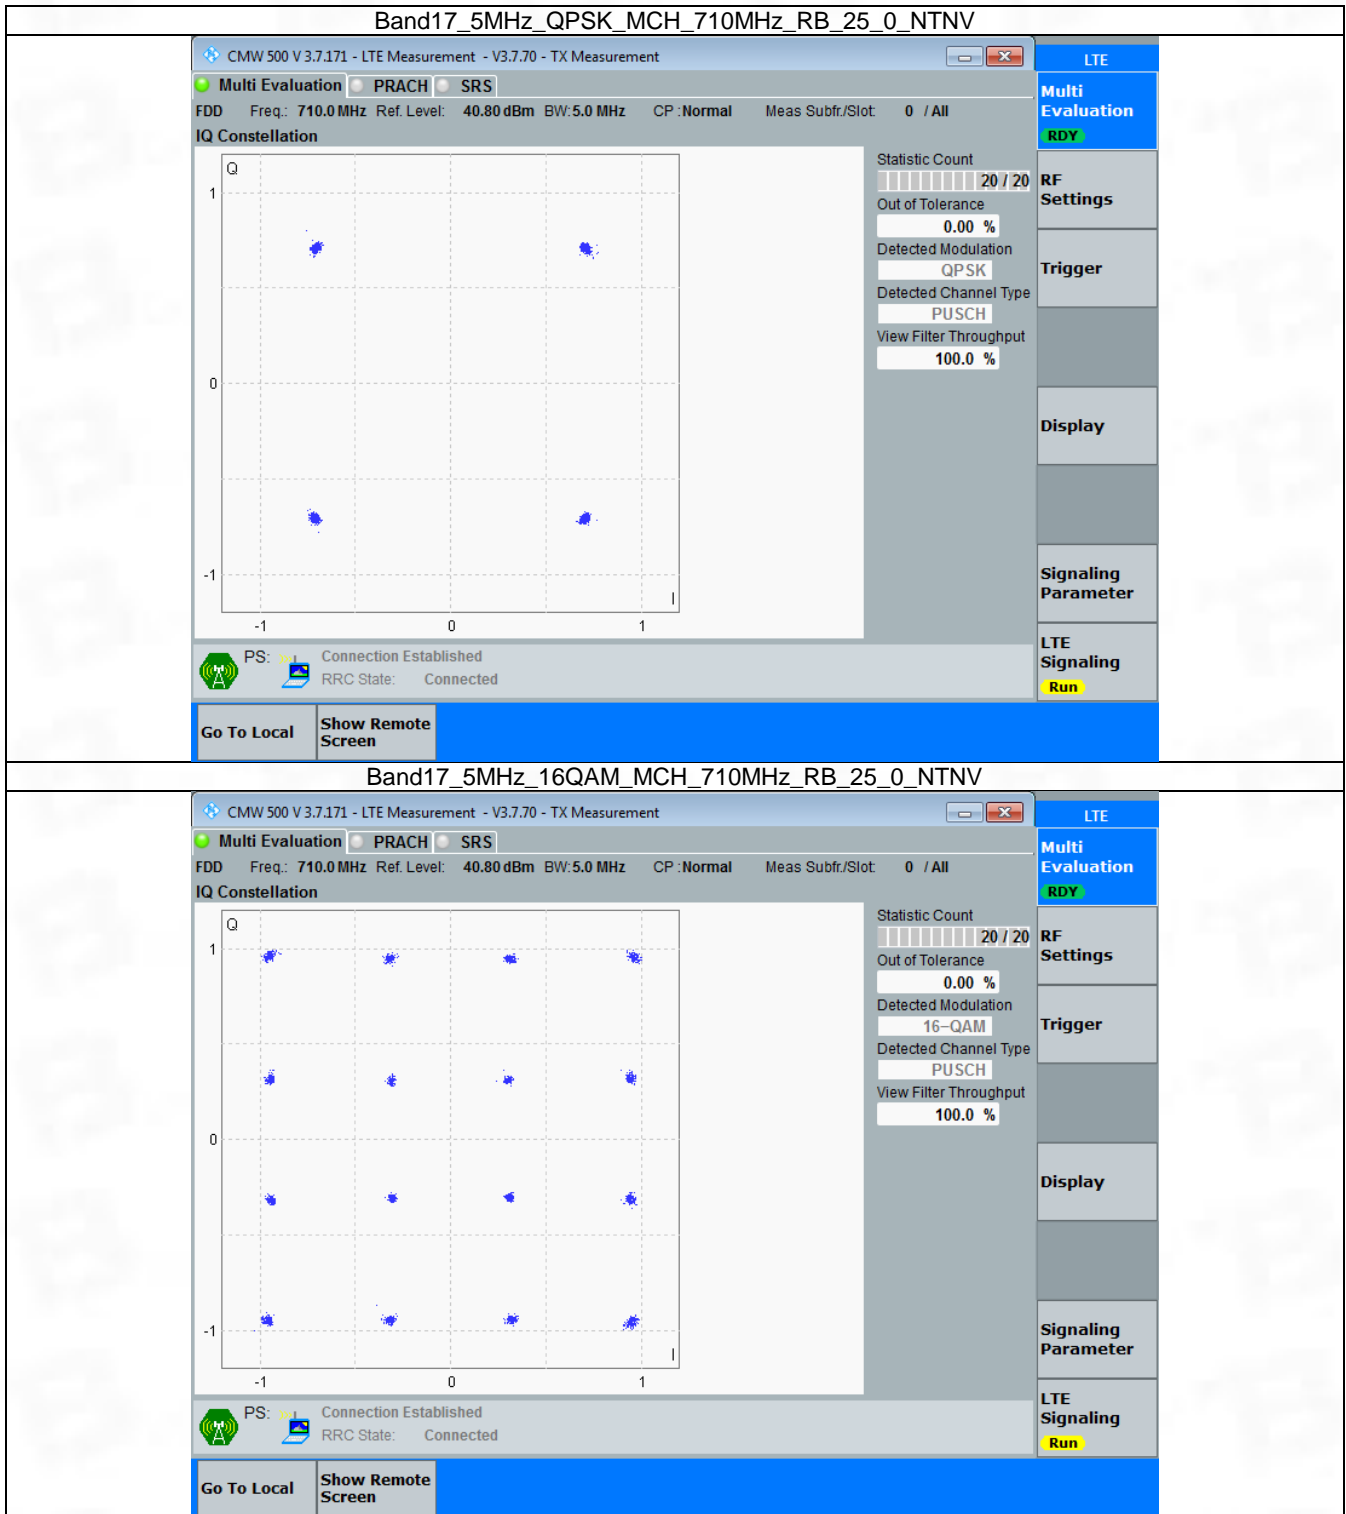 Band17_5MHz_QPSK_MCH_710MHz_RB_25_0_NTNV
CMW 500 V 3.7.171 - LTE Measurement - V3.7.70 - TX Measurement
LTE
Multi Evaluation PRACH SRS
FDD Freq.: 710.0 MHz Ref. Level: 40.80 dBm BW: 5.0 MHz CP : Normal Meas Subfr./Slot: 0 / All
IQ Constellation
Q
1
0
-1
I
-1 0 1
Statistic Count
20 / 20
Out of Tolerance
0.00 %
Detected Modulation
QPSK
Detected Channel Type
PUSCH
View Filter Throughput
100.0 %
Multi
Evaluation
RDY
RF
Settings
Trigger
Display
Signaling
Parameter
LTE
Signaling
Run
PS: Connection Established
RRC State: Connected
Go To Local
Show Remote
Screen
Band17_5MHz_16QAM_MCH_710MHz_RB_25_0_NTNV
CMW 500 V 3.7.171 - LTE Measurement - V3.7.70 - TX Measurement
LTE
Multi Evaluation PRACH SRS
FDD Freq.: 710.0 MHz Ref. Level: 40.80 dBm BW: 5.0 MHz CP : Normal Meas Subfr./Slot: 0 / All
IQ Constellation
Q
1
0
-1
I
-1 0 1
Statistic Count
20 / 20
Out of Tolerance
0.00 %
Detected Modulation
16-QAM
Detected Channel Type
PUSCH
View Filter Throughput
100.0 %
Multi
Evaluation
RDY
RF
Settings
Trigger
Display
Signaling
Parameter
LTE
Signaling
Run
PS: Connection Established
RRC State: Connected
Go To Local
Show Remote
Screen